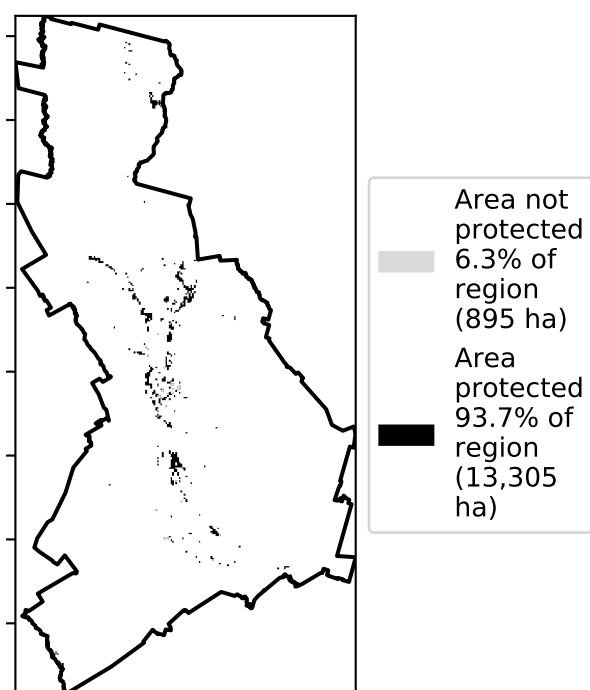 Area not
protected
6.3% of
region
(895 ha)
Area
protected
93.7% of
region
(13,305
ha)